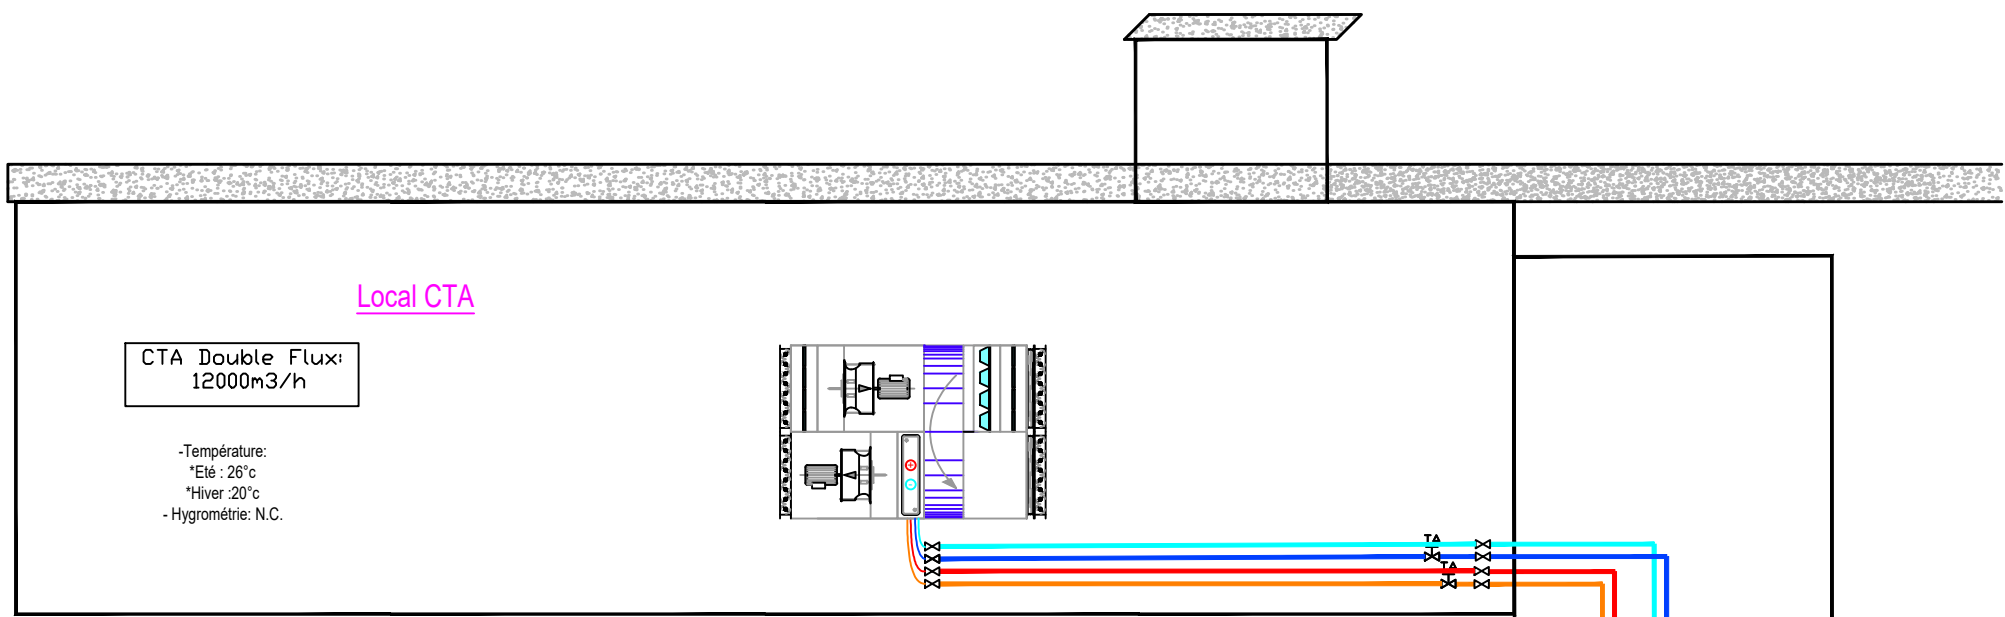 Local CTA
CTA Double Flux:
12000m3/h
-Température:
*Eté : 26°c
*Hiver :20°c
- Hygrométrie: N.C.
TA
TA